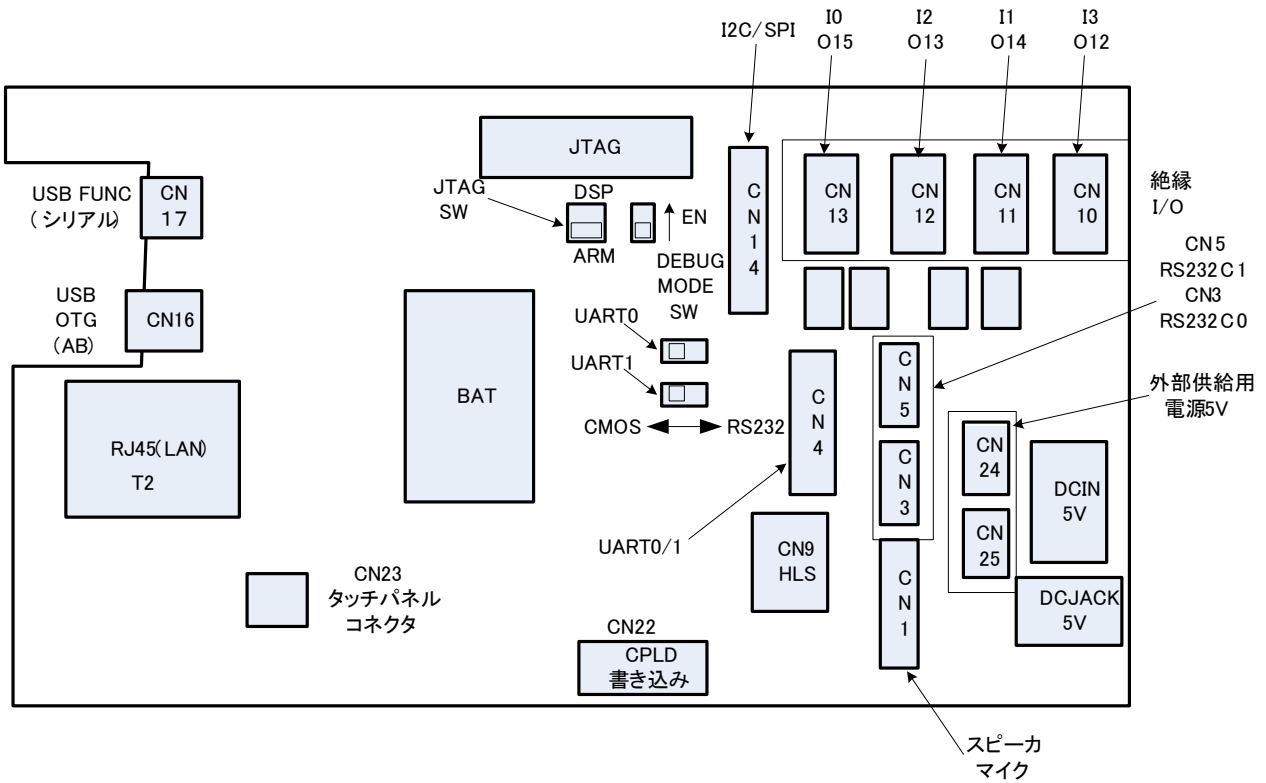 I2C/SPI
I0
O15
I2
O13
I1
O14
I3
O12
JTAG
USB FUNC
(シリアル)
CN
17
JTAG
SW
DSP
ARM
EN
DEBUG
MODE
SW
C
N
1
4
CN
13
CN
12
CN
11
CN
10
絶縁
I/O
CN5
RS232C1
CN3
RS232C0
USB
OTG
(AB)
CN16
BAT
UART0
UART1
CMOS
RS232
C
N
4
C
N
5
C
N
3
外部供給用
電源5V
CN
24
CN
25
DCIN
5V
RJ45(LAN)
T2
UART0/1
CN9
HLS
C
N
1
DCJACK
5V
CN23
タッチパネル
コネクタ
CN22
CPLD
書き込み
スピーカ
マイク